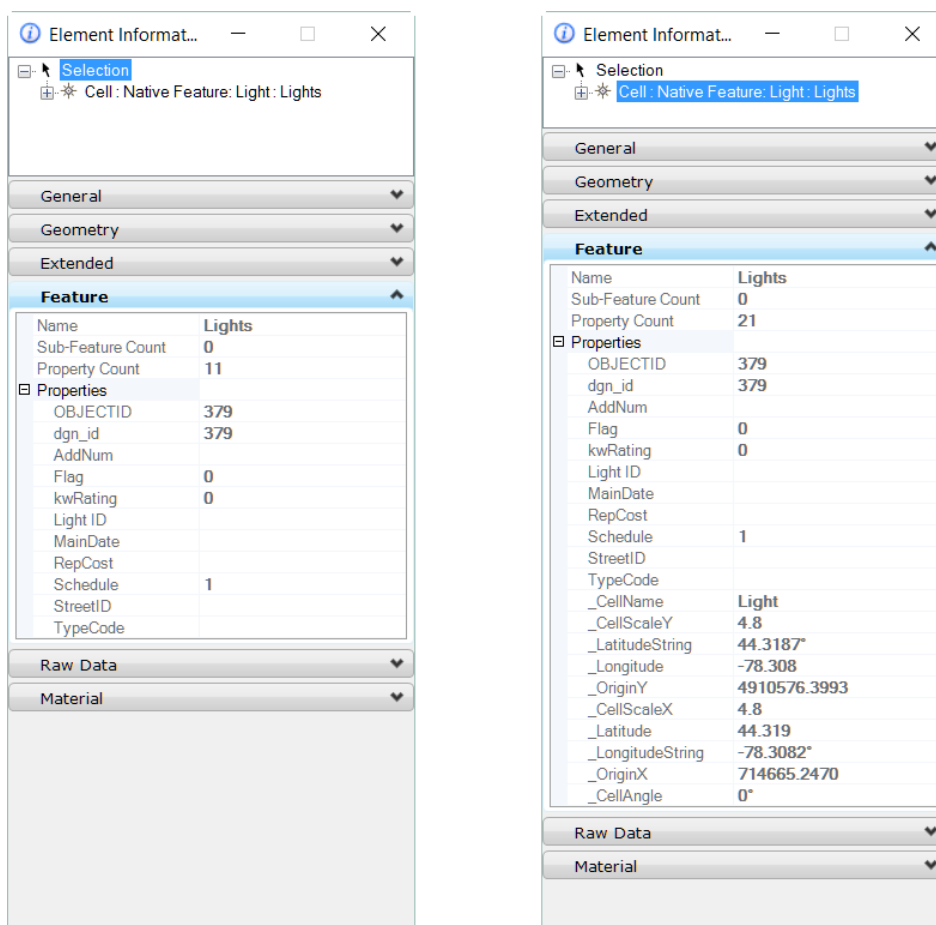 Element Informat...
Selection
Cell : Native Feature: Light : Lights
General
Geometry
Extended
Feature
Name Lights
Sub-Feature Count 0
Property Count 11
Properties
OBJECTID 379
dgn_id 379
AddNum
Flag 0
kwRating 0
Light ID
MainDate
RepCost
Schedule 1
StreetID
TypeCode
Raw Data
Material
Element Informat...
Selection
Cell : Native Feature: Light : Lights
General
Geometry
Extended
Feature
Name Lights
Sub-Feature Count 0
Property Count 21
Properties
OBJECTID 379
dgn_id 379
AddNum
Flag 0
kwRating 0
Light ID
MainDate
RepCost
Schedule 1
StreetID
TypeCode
_CellName Light
_CellScaleY 4.8
_LatitudeString 44.3187°
_Longitude -78.308
_OriginY 4910576.3993
_CellScaleX 4.8
_Latitude 44.319
_LongitudeString -78.3082°
_OriginX 714665.2470
_CellAngle 0°
Raw Data
Material